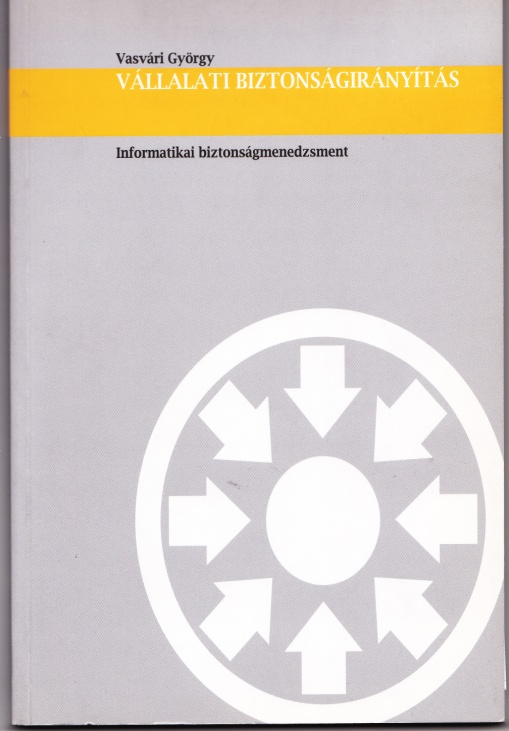 Vasvári György
VÁLLALATI BIZTONSÁGIRÁNYÍTÁS
Informatikai biztonságmenedzsment